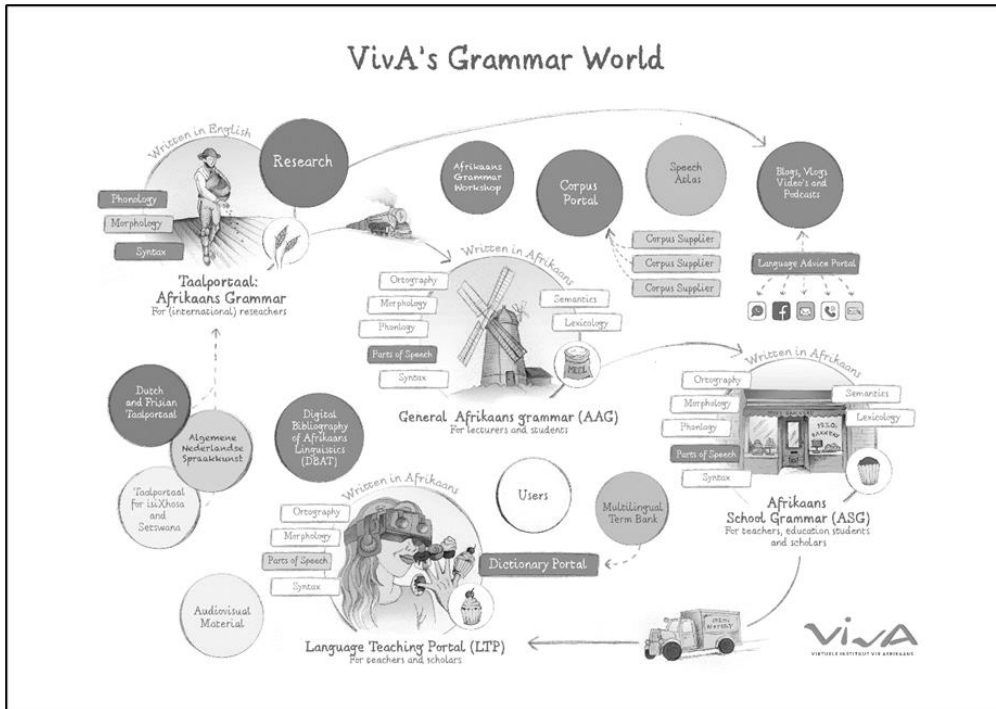 VivA's Grammar World
Written in English
Research
Phonology
Morphology
Syntax
Taalportaal:
Afrikaans Grammar
For (international) reseachers
Afrikaans
Grammar
Workshop
Corpus
Portal
Speech
Atlas
Blogs, Vlogs
Video's and
Podcasts
Corpus Supplier
Corpus Supplier
Corpus Supplier
Language Advice Portal
Written in Afrikaans
Ortography
Morphology
Phonlogy
Parts of Speech
Syntax
Semantics
Lexicology
MEEL
General Afrikaans grammar (AAG)
For lecturers and students
Written in Afrikaans
Ortography
Morphology
Phonlogy
Parts of Speech
Syntax
Semantics
Lexicology
Afrikaans
School Grammar (ASG)
For teachers, education students
and scholars
Dutch
and Frisian
Taalportaal
Algemene
Nederlandse
Spraakkunst
Taalportaal
for isiXhosa
and
Setswana
Digital
Bibliography
of Afrikaans
Linguistics
(DBAT)
Users
Multilingual
Term Bank
Dictionary Portal
Written in Afrikaans
Ortography
Morphology
Parts of Speech
Syntax
Audiovisual
Material
Language Teaching Portal (LTP)
For teachers and scholars
VivA
VIRTUELE INSTITUUT VIR AFRIKAANS